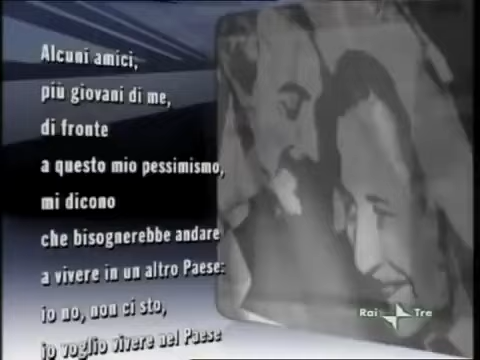 Alcuni amici,
più giovani di me,
di fronte
a questo mio pessimismo,
mi dicono
che bisognerebbe andare
a vivere in un altro Paese:
io no, non ci sto,
io voglio vivere nel Paese
Rai Tre